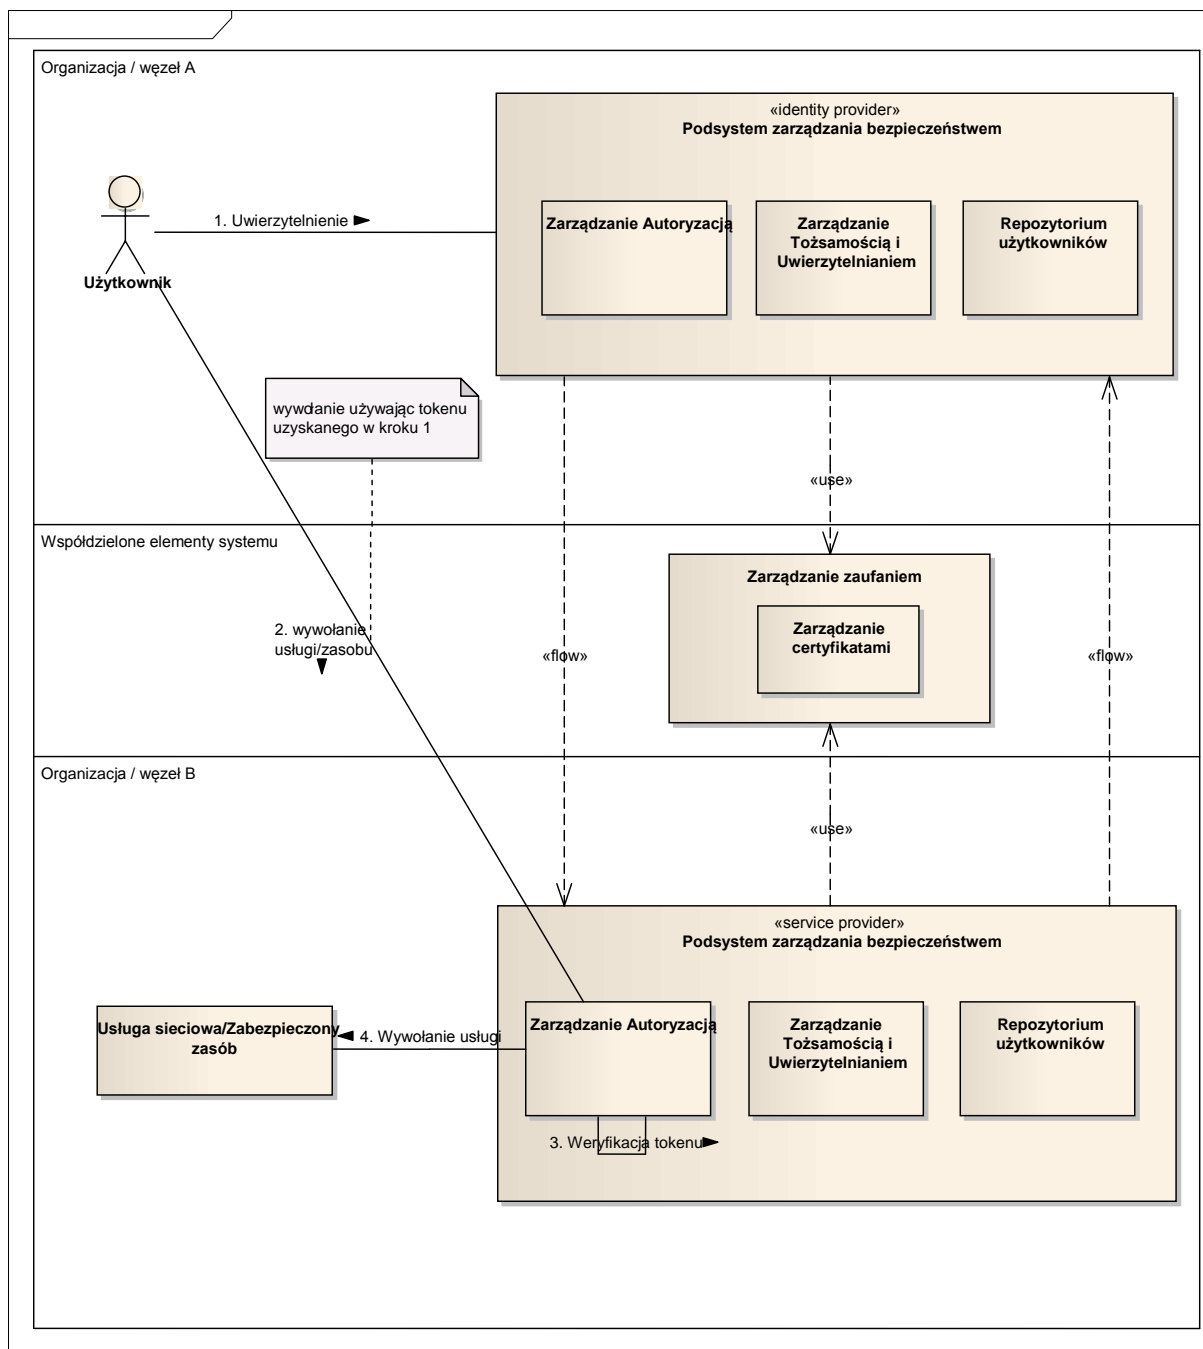 Organizacja / węzeł A
«identity provider»
Podsystem zarządzania bezpieczeństwem
1. Uwierzytelnienie
Zarządzanie Autoryzacją
Zarządzanie
Tożsamością i
Uwierzytelnianiem
Repozytorium
użytkowników
Użytkownik
wywołanie używając tokenu
uzyskanego w kroku 1
«use»
Współdzielone elementy systemu
Zarządzanie zaufaniem
Zarządzanie
certyfikatami
2. wywołanie
usługi/zasobu
«flow»
«flow»
Organizacja / węzeł B
«use»
«service provider»
Podsystem zarządzania bezpieczeństwem
Usługa sieciowa/Zabezpieczony
zasób
4. Wywołanie usługi
Zarządzanie Autoryzacją
Zarządzanie
Tożsamością i
Uwierzytelnianiem
Repozytorium
użytkowników
3. Weryfikacja tokenu